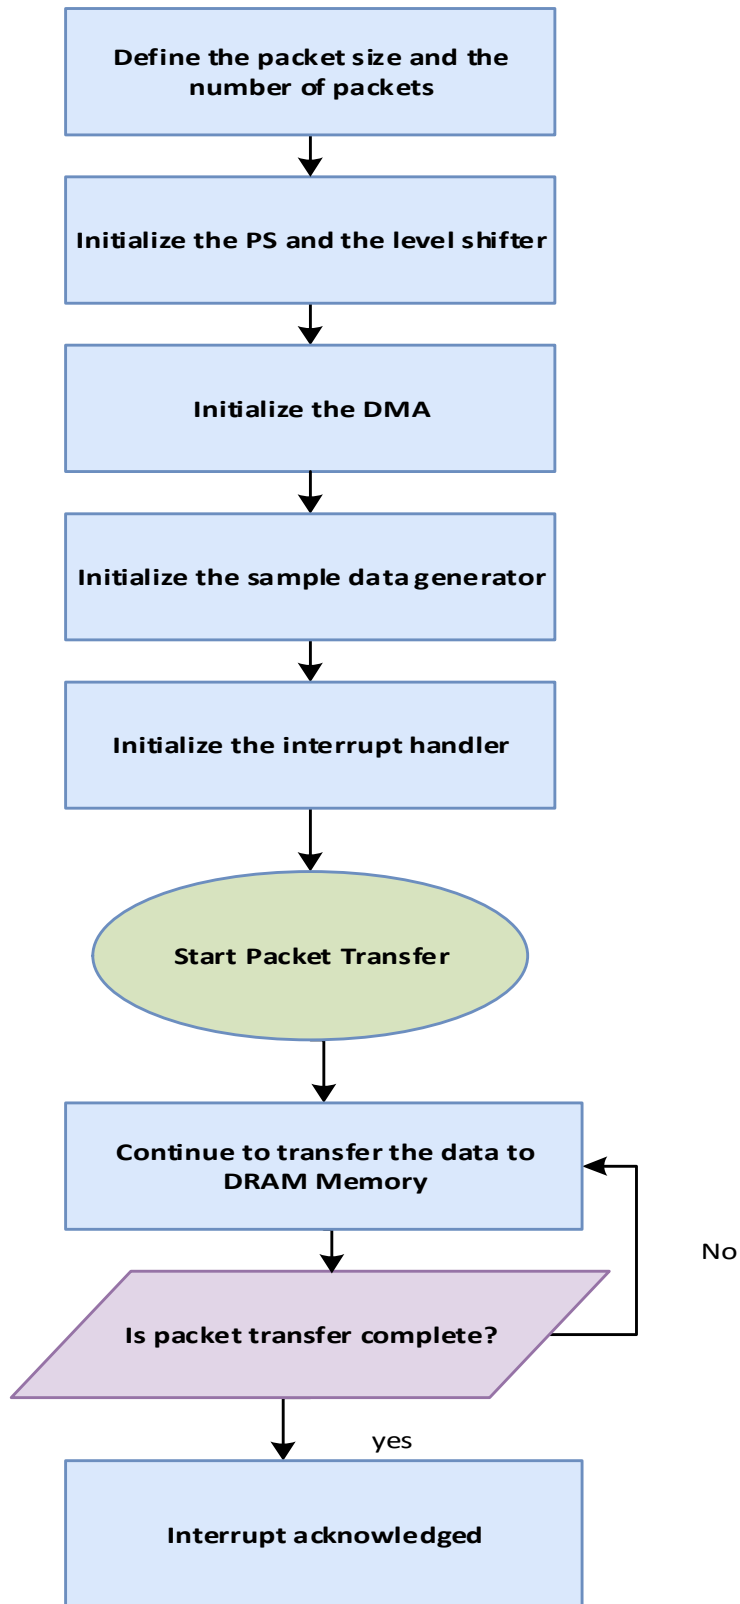 Define the packet size and the
number of packets
Initialize the PS and the level shifter
Initialize the DMA
Initialize the sample data generator
Initialize the interrupt handler
Start Packet Transfer
Continue to transfer the data to
DRAM Memory
No
Is packet transfer complete?
yes
Interrupt acknowledged